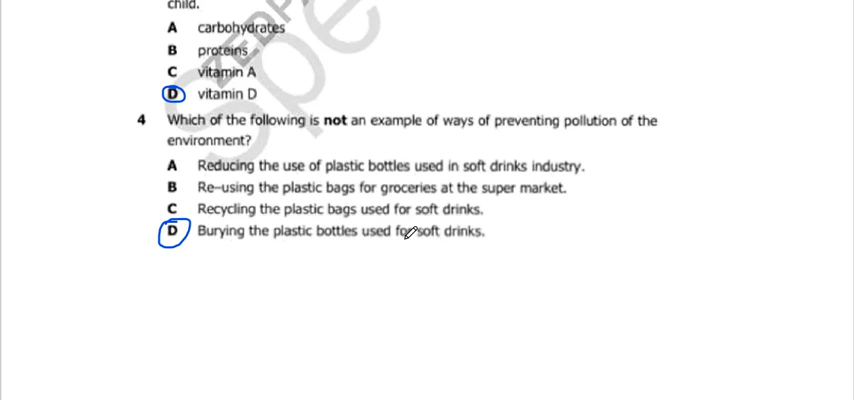 child.
A carbohydrates
B proteins
C vitamin A
D vitamin D
4 Which of the following is not an example of ways of preventing pollution of the
environment?
A Reducing the use of plastic bottles used in soft drinks industry.
B Re-using the plastic bags for groceries at the super market.
C Recycling the plastic bags used for soft drinks.
D Burying the plastic bottles used for soft drinks.